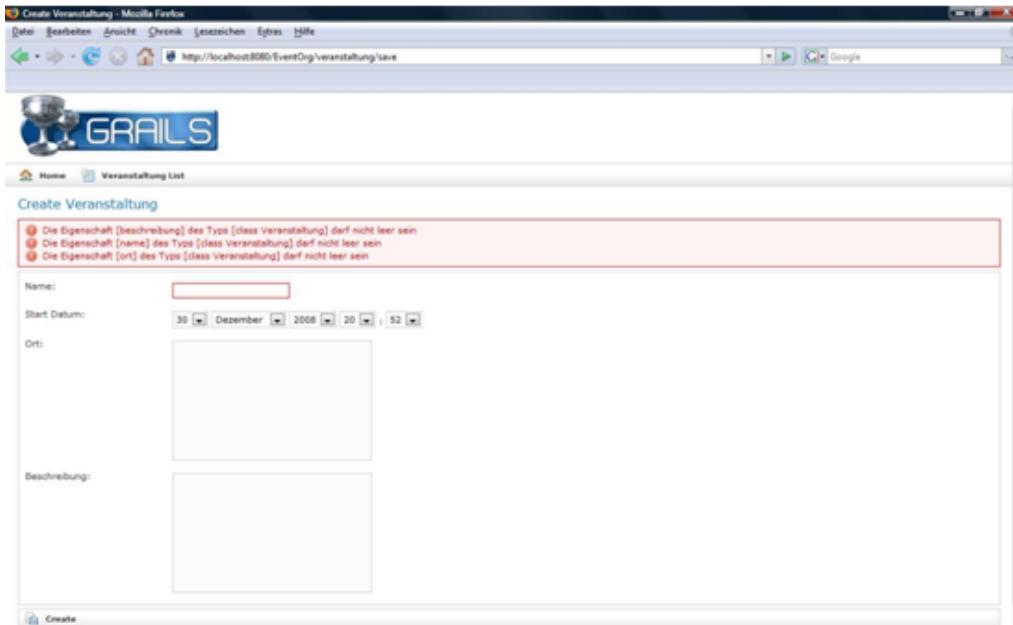 Create Veranstaltung - Mozilla Firefox
Datei Bearbeiten Ansicht Chronik Lesezeichen Extras Hilfe
http://localhost:8080/EventOrg/veranstaltung/save
Google
GRAILS
Home Veranstaltung List
Create Veranstaltung
Die Eigenschaft [beschreibung] des Typs [class Veranstaltung] darf nicht leer sein
Die Eigenschaft [name] des Typs [class Veranstaltung] darf nicht leer sein
Die Eigenschaft [ort] des Typs [class Veranstaltung] darf nicht leer sein
Name:
Start Datum: 30 Dezember 2008 20 : 52
Ort:
Beschreibung:
Create